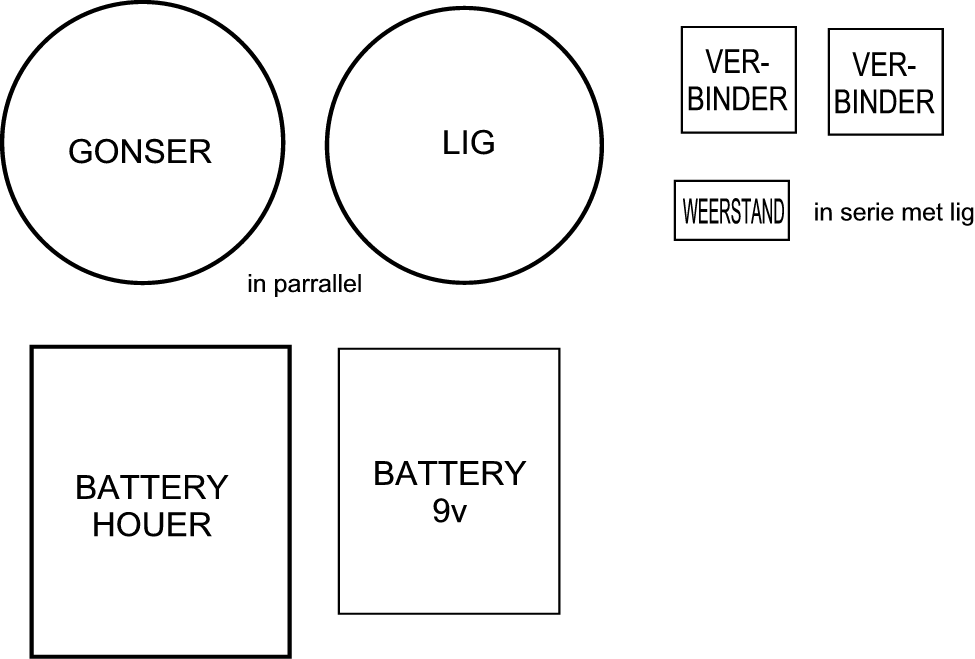 GONSER
LIG
VER-
BINDER
VER-
BINDER
WEERSTAND
in serie met lig
in parrallel
BATTERY
HOUER
BATTERY
9v